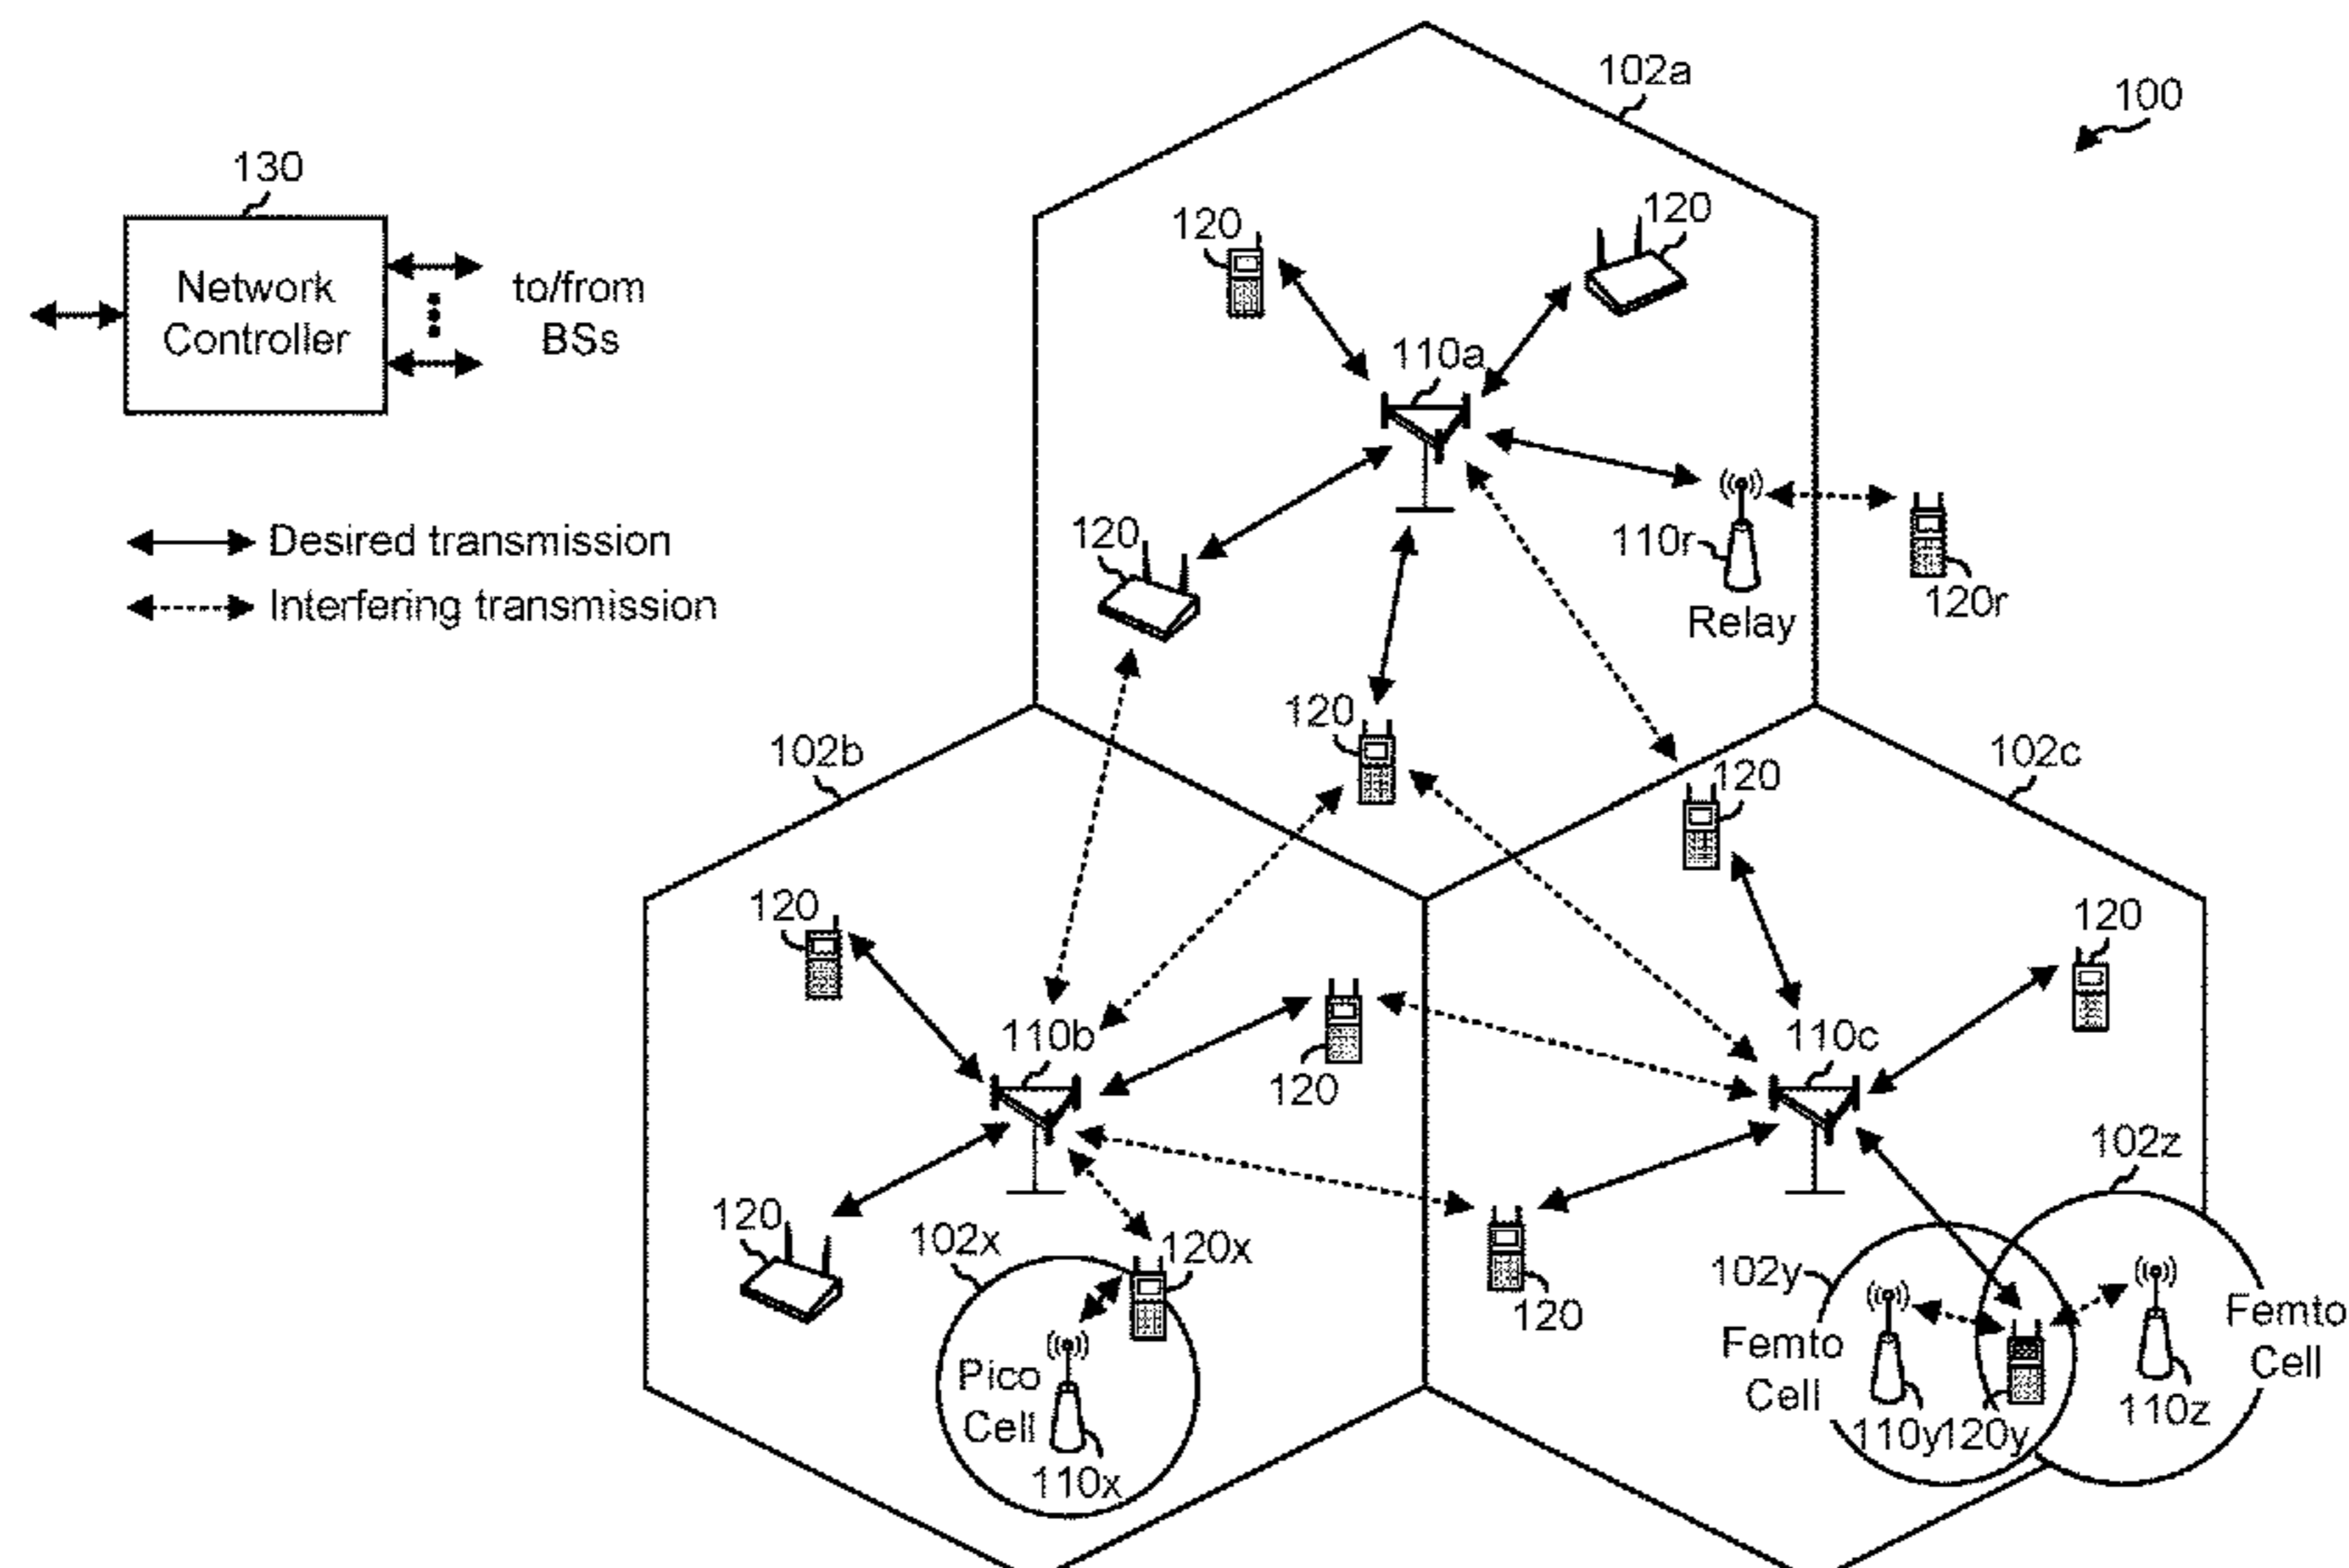 102a
100
130
120
120
Network
Controller
to/from
BSs
110a
Desired transmission
120
110r
Interfering transmission
120r
Relay
120
102b
102c
120
120
120
110b
110c
120
102z
120
102x
120x
102y
120
Femto
Cell
Femto
Cell
Pico
Cell
110y
120y
110z
110x